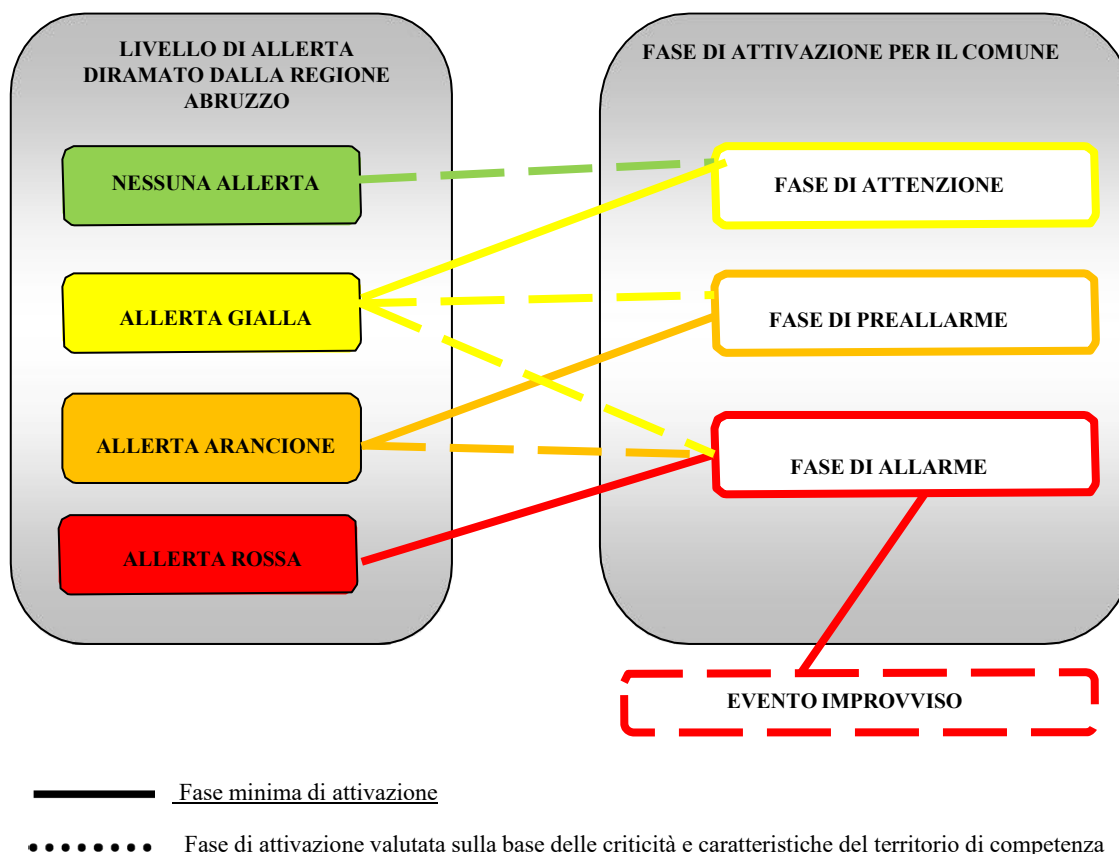 LIVELLO DI ALLERTA
DIRAMATO DALLA REGIONE
ABRUZZO
NESSUNA ALLERTA
ALLERTA GIALLA
ALLERTA ARANCIONE
ALLERTA ROSSA
FASE DI ATTIVAZIONE PER IL COMUNE
FASE DI ATTENZIONE
FASE DI PREALLARME
FASE DI ALLARME
EVENTO IMPROVVISO
Fase minima di attivazione
Fase di attivazione valutata sulla base delle criticità e caratteristiche del territorio di competenza